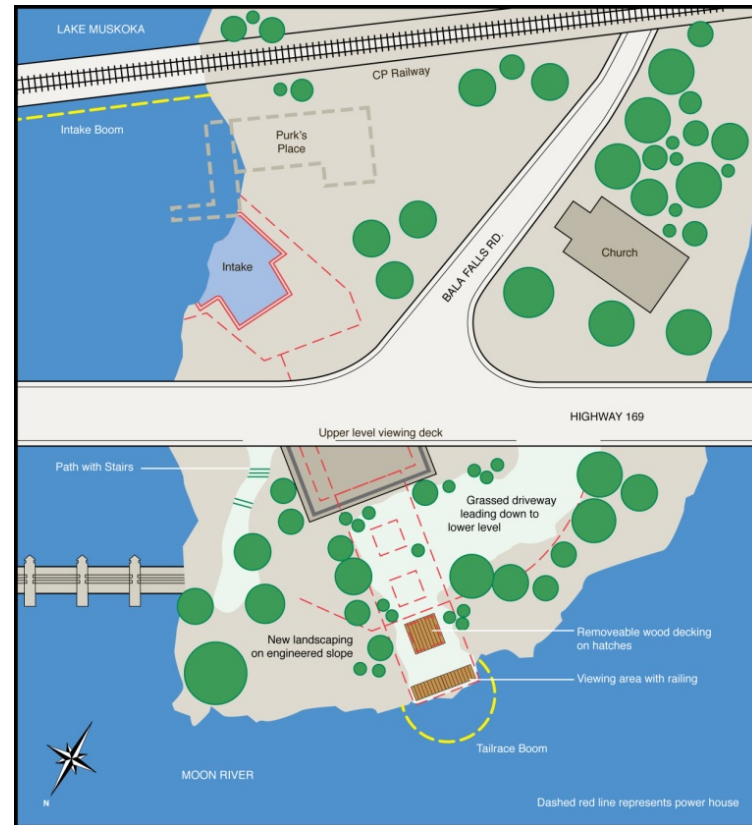 LAKE MUSKOKA
CP Railway
Intake Boom
Purk's
Place
Intake
BALA FALLS RD.
Church
HIGHWAY 169
Upper level viewing deck
Path with Stairs
Grassed driveway
leading down to
lower level
New landscaping
on engineered slope
Removeable wood decking
on hatches
Viewing area with railing
Tailrace Boom
MOON RIVER
N
Dashed red line represents power house